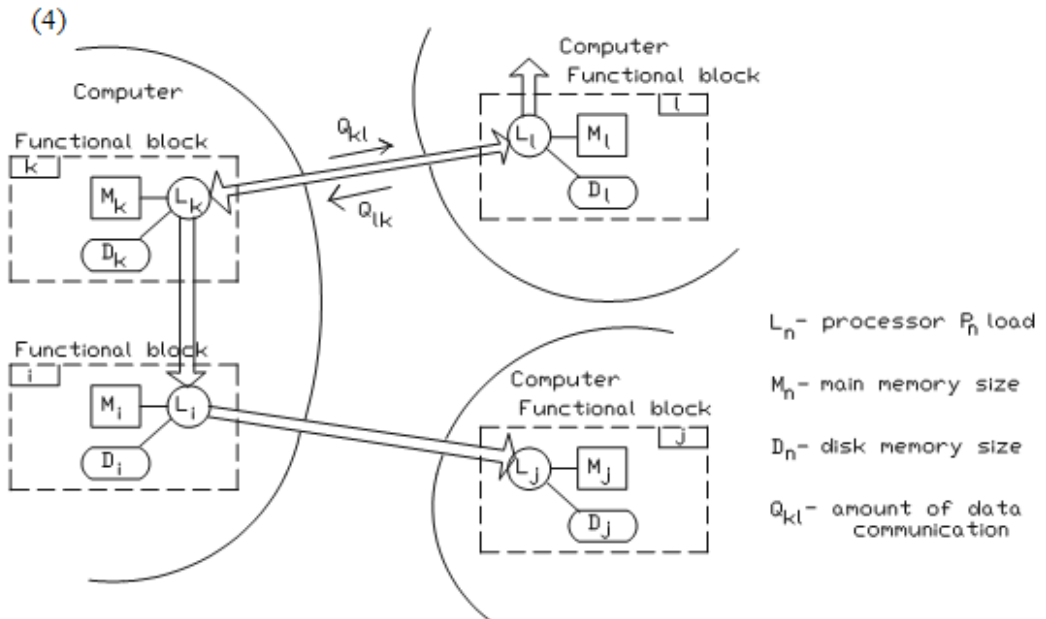 (4)
Computer
Functional block
k
M_k
L_k
D_k
Q_kl
Q_lk
Computer
Functional block
l
L_l
M_l
D_l
Functional block
i
M_i
L_i
D_i
Computer
Functional block
j
L_j
M_j
D_j
L_n- processor P_n load
M_n- main memory size
D_n- disk memory size
Q_kl- amount of data
communication